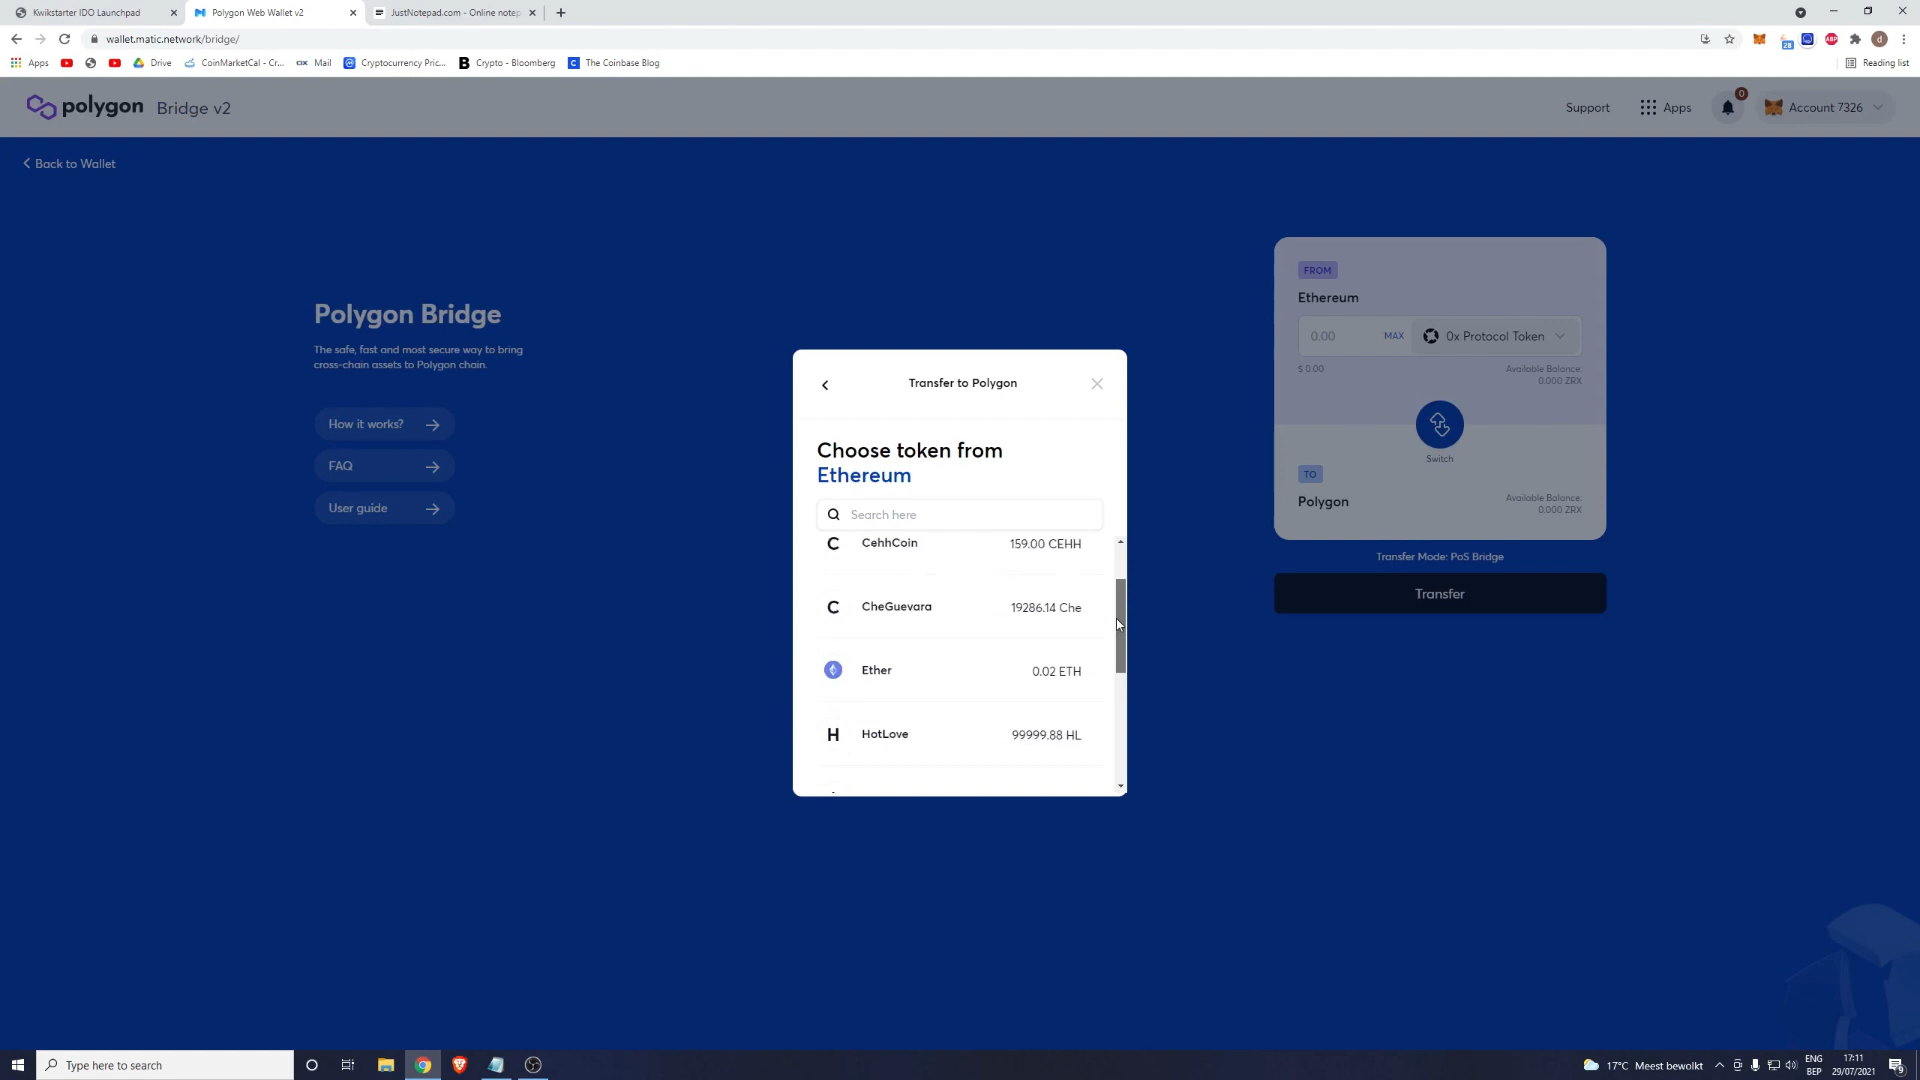 Kwikstarter IDO Launchpad
Polygon Web Wallet v2
JustNotepad.com - Online notep
wallet.matic.network/bridge/
28
ABP
d
Apps
Drive
CoinMarketCal - Cr...
Mail
Cryptocurrency Pric...
Crypto - Bloomberg
The Coinbase Blog
Reading list
polygon Bridge v2
Support
Apps
0
Account 7326
Back to Wallet
Polygon Bridge
The safe, fast and most secure way to bring
cross-chain assets to Polygon chain.
How it works?
FAQ
User guide
Transfer to Polygon
Choose token from
Ethereum
Search here
C CehhCoin 159.00 CEHH
C CheGuevara 19286.14 Che
Ether 0.02 ETH
H HotLove 99999.88 HL
FROM
Ethereum
0.00 MAX 0x Protocol Token
$ 0.00
Available Balance:
0.000 ZRX
Switch
TO
Polygon
Available Balance:
0.000 ZRX
Transfer Mode: PoS Bridge
Transfer
Type here to search
17°C Meest bewolkt
ENG
BEP
17:11
29/07/2021